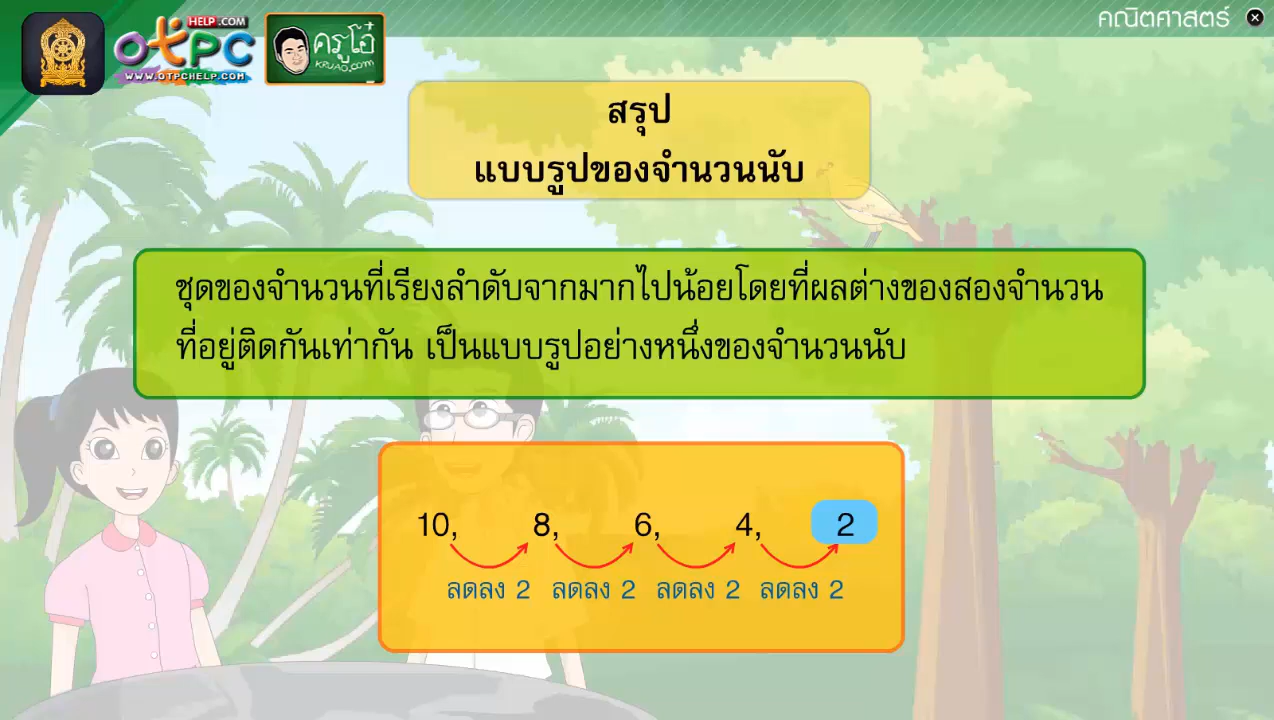 HELP.COM
OTPC
WWW.OTPCHELP.COM
ครูโอ๋
KRUAO.COM
คณิตศาสตร์
สรุป
แบบรูปของจำนวนนับ
ชุดของจำนวนที่เรียงลำดับจากมากไปน้อยโดยที่ผลต่างของสองจำนวน
ที่อยู่ติดกันเท่ากัน เป็นแบบรูปอย่างหนึ่งของจำนวนนับ
10, 8, 6, 4, 2
ลดลง 2 ลดลง 2 ลดลง 2 ลดลง 2